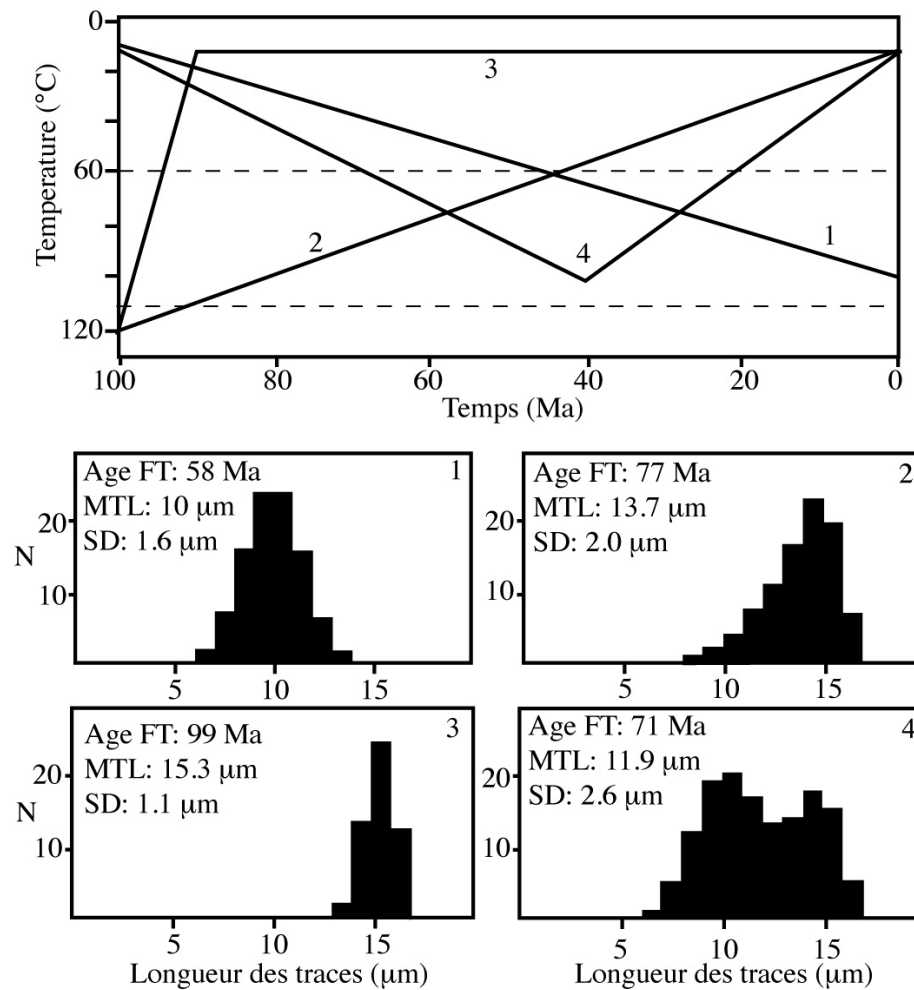 0
60
120
Temperature (°C)
3
2
4
1
100 80 60 40 20 0
Temps (Ma)
Age FT: 58 Ma
MTL: 10 μm
SD: 1.6 μm
1
20
N
10
5 10 15
Age FT: 77 Ma
MTL: 13.7 μm
SD: 2.0 μm
2
20
10
5 10 15
Age FT: 99 Ma
MTL: 15.3 μm
SD: 1.1 μm
3
20
N
10
5 10 15
Longueur des traces (μm)
Age FT: 71 Ma
MTL: 11.9 μm
SD: 2.6 μm
4
20
10
5 10 15
Longueur des traces (μm)